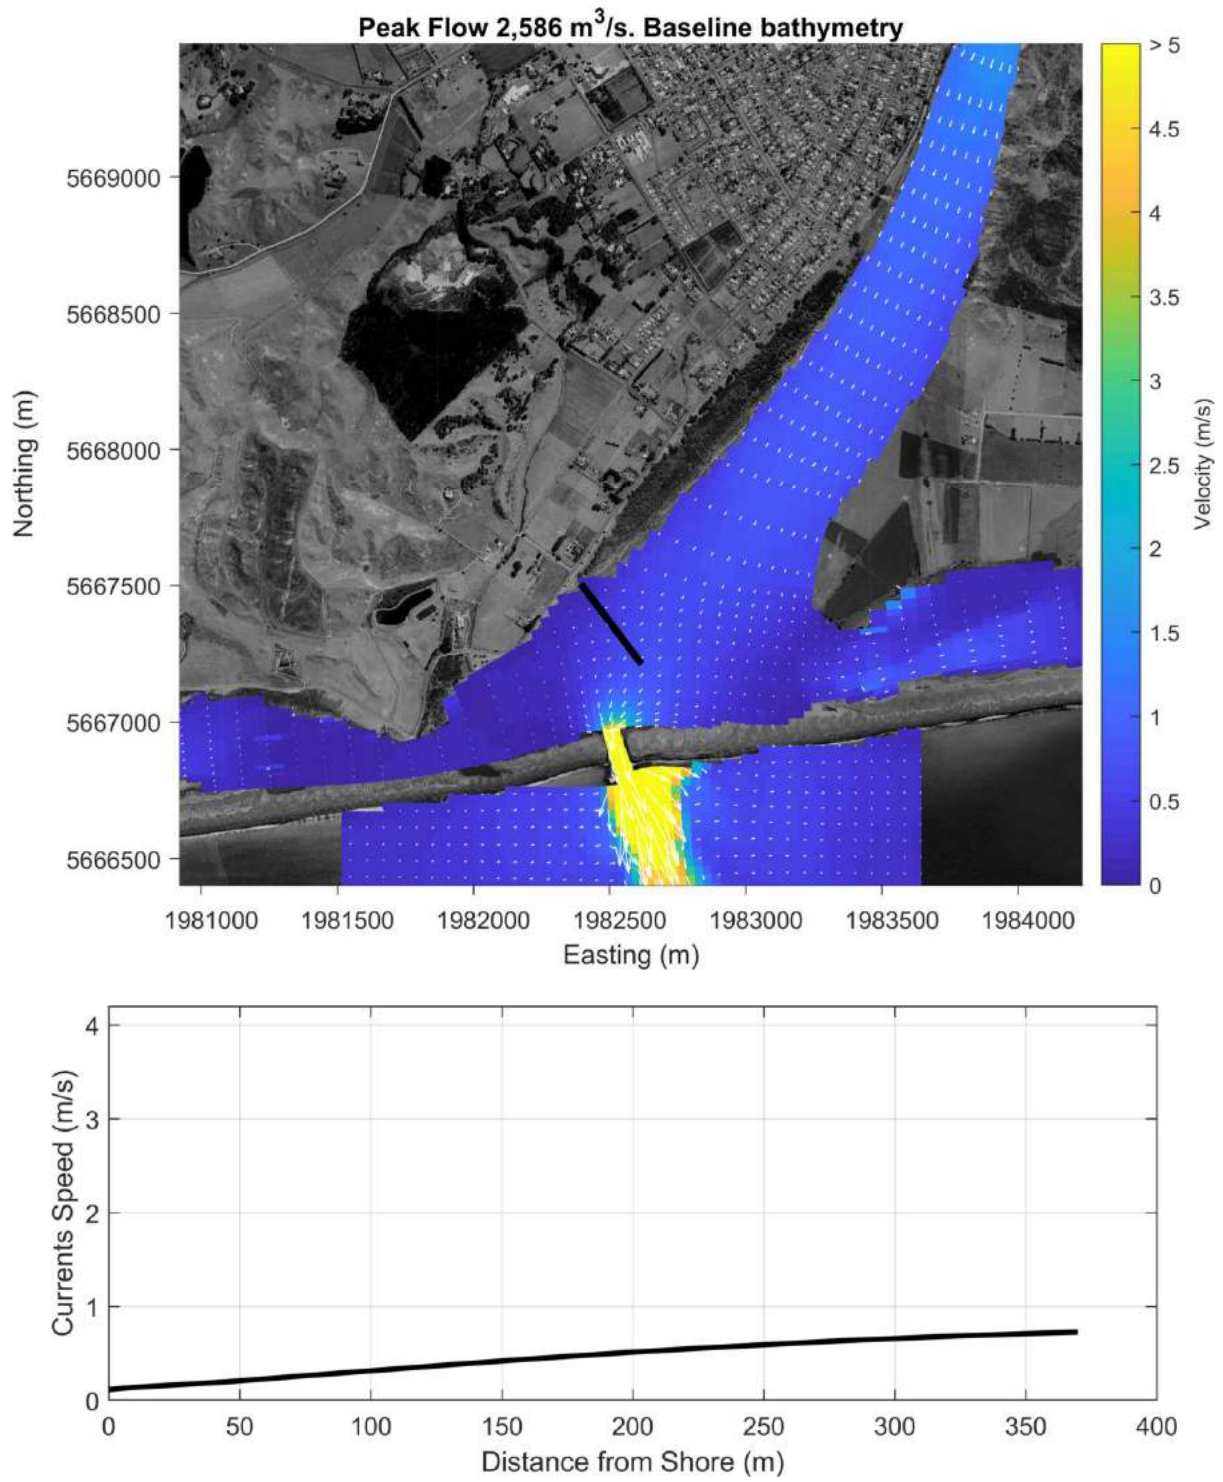 Peak Flow 2,586 m³/s. Baseline bathymetry
> 5
4.5
4
3.5
3
2.5
2
1.5
1
0.5
0
Velocity (m/s)
5669000
5668500
5668000
5667500
5667000
5666500
Northing (m)
1981000 1981500 1982000 1982500 1983000 1983500 1984000
Easting (m)
4
3
2
1
0
Currents Speed (m/s)
0 50 100 150 200 250 300 350 400
Distance from Shore (m)